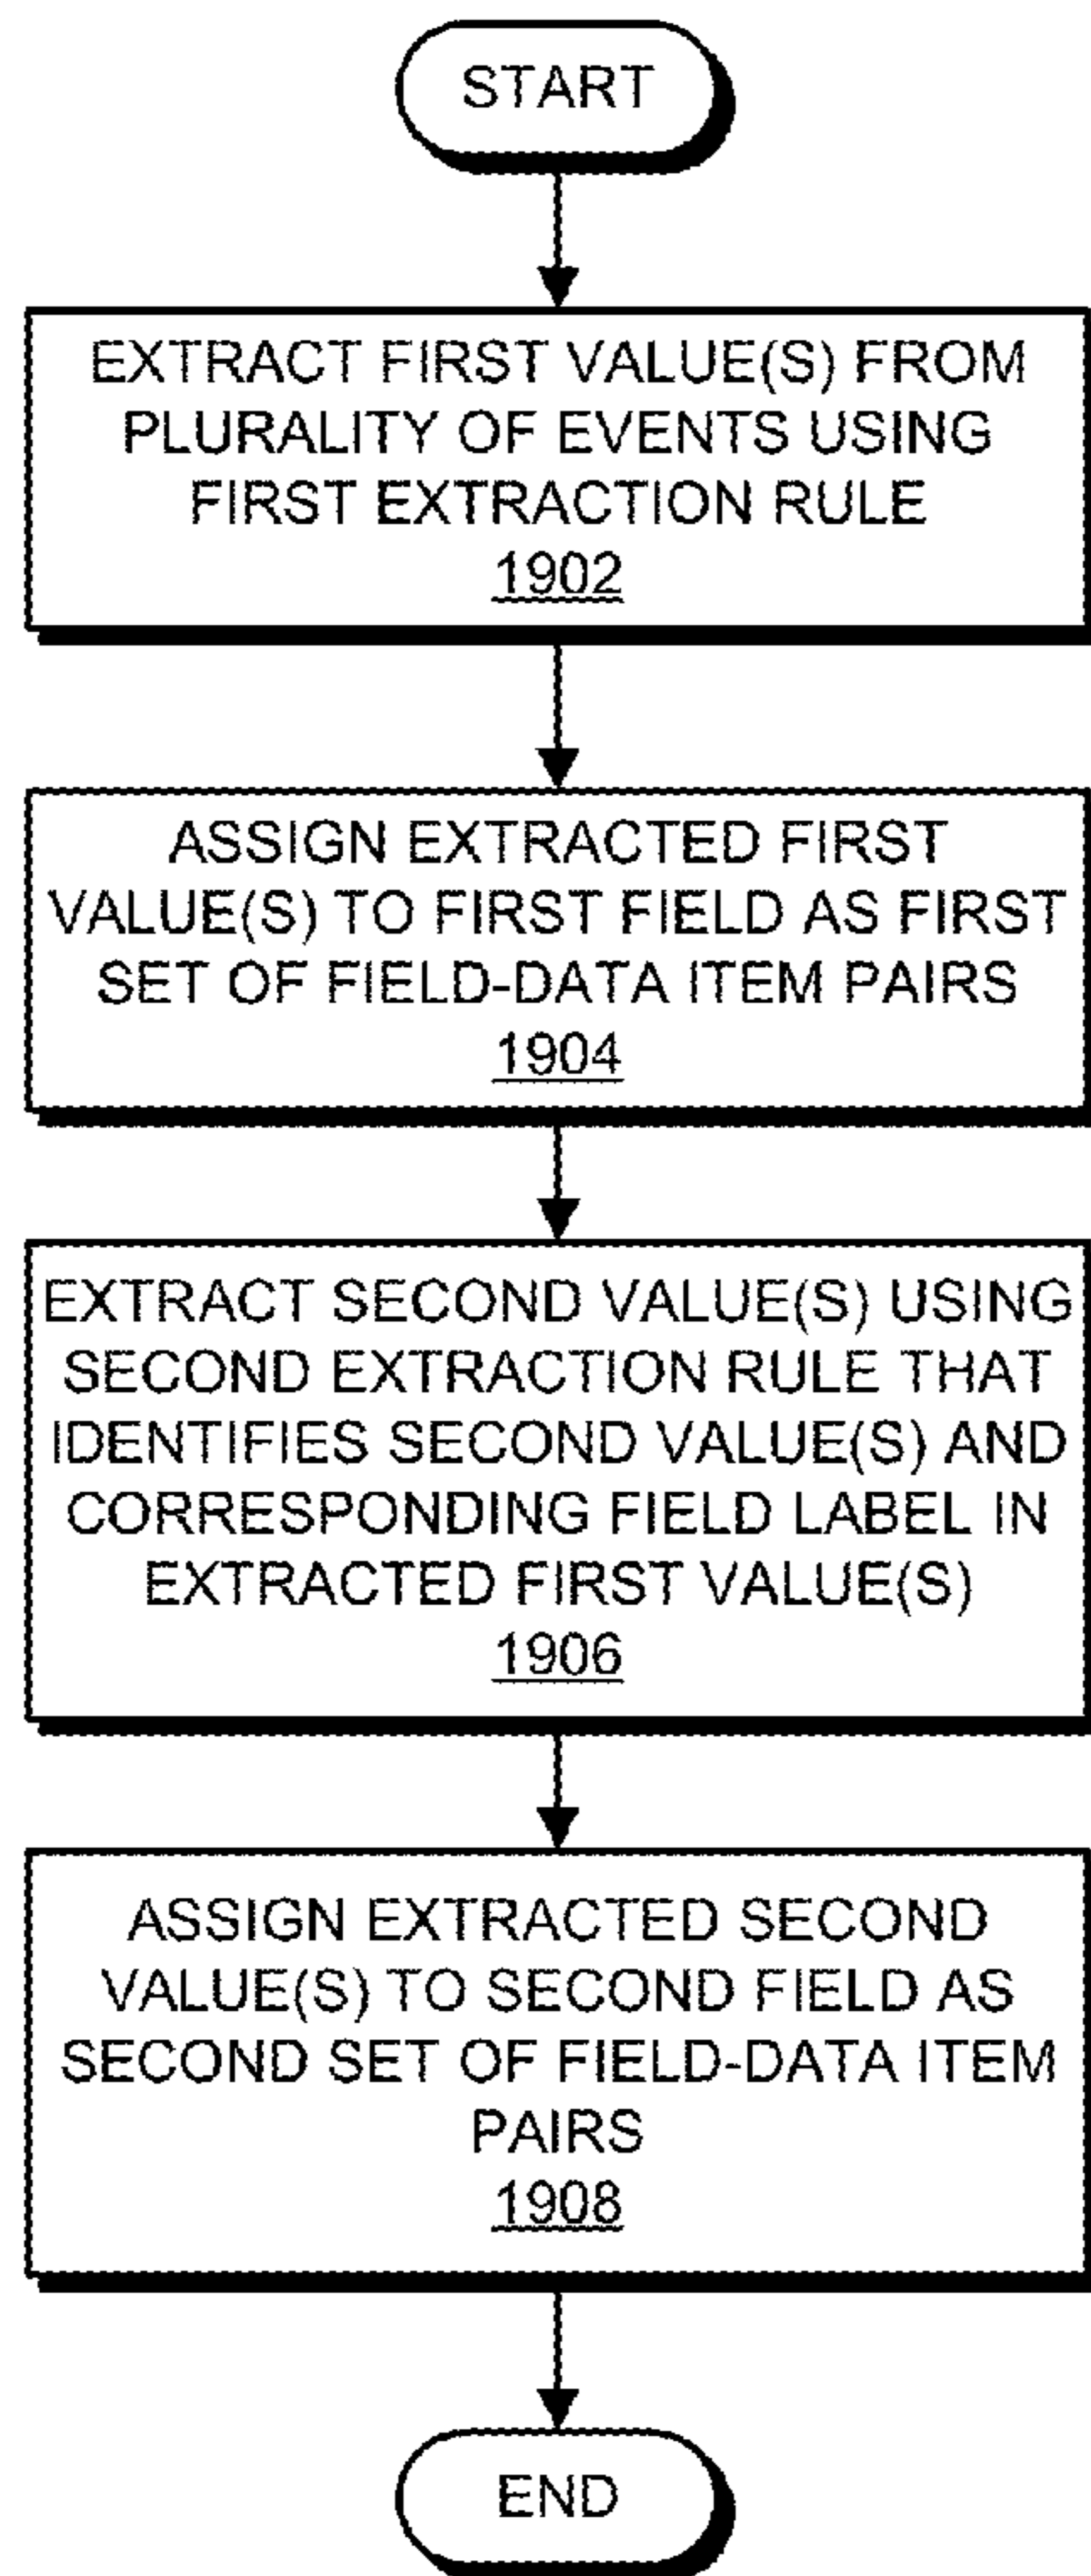 START
EXTRACT FIRST VALUE(S) FROM
PLURALITY OF EVENTS USING
FIRST EXTRACTION RULE
1902
ASSIGN EXTRACTED FIRST
VALUE(S) TO FIRST FIELD AS FIRST
SET OF FIELD-DATA ITEM PAIRS
1904
EXTRACT SECOND VALUE(S) USING
SECOND EXTRACTION RULE THAT
IDENTIFIES SECOND VALUE(S) AND
CORRESPONDING FIELD LABEL IN
EXTRACTED FIRST VALUE(S)
1906
ASSIGN EXTRACTED SECOND
VALUE(S) TO SECOND FIELD AS
SECOND SET OF FIELD-DATA ITEM
PAIRS
1908
END